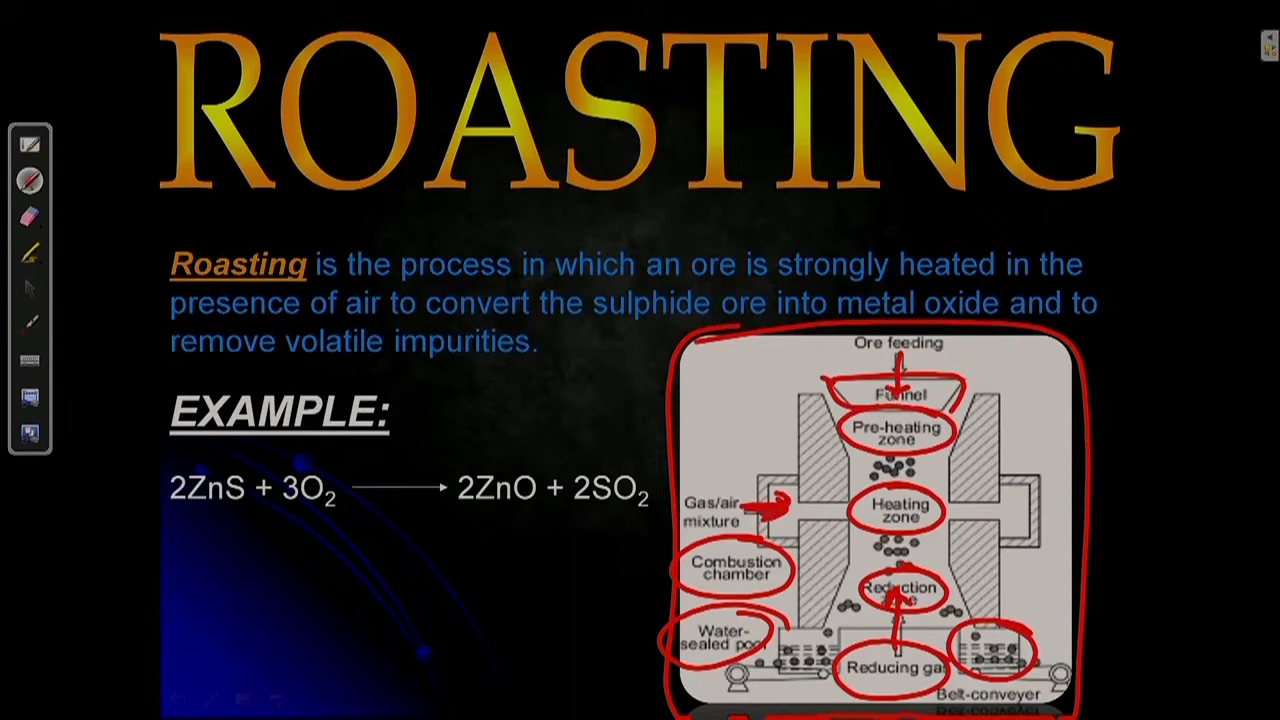 ROASTING
Roasting is the process in which an ore is strongly heated in the
presence of air to convert the sulphide ore into metal oxide and to
remove volatile impurities.
EXAMPLE:
2ZnS + 3O₂ → 2ZnO + 2SO₂
Ore feeding
Funnel
Pre-heating
zone
Gas/air
mixture
Heating
zone
Combustion
chamber
Reduction
zone
Water-
sealed pool
Reducing gas
Belt-conveyer